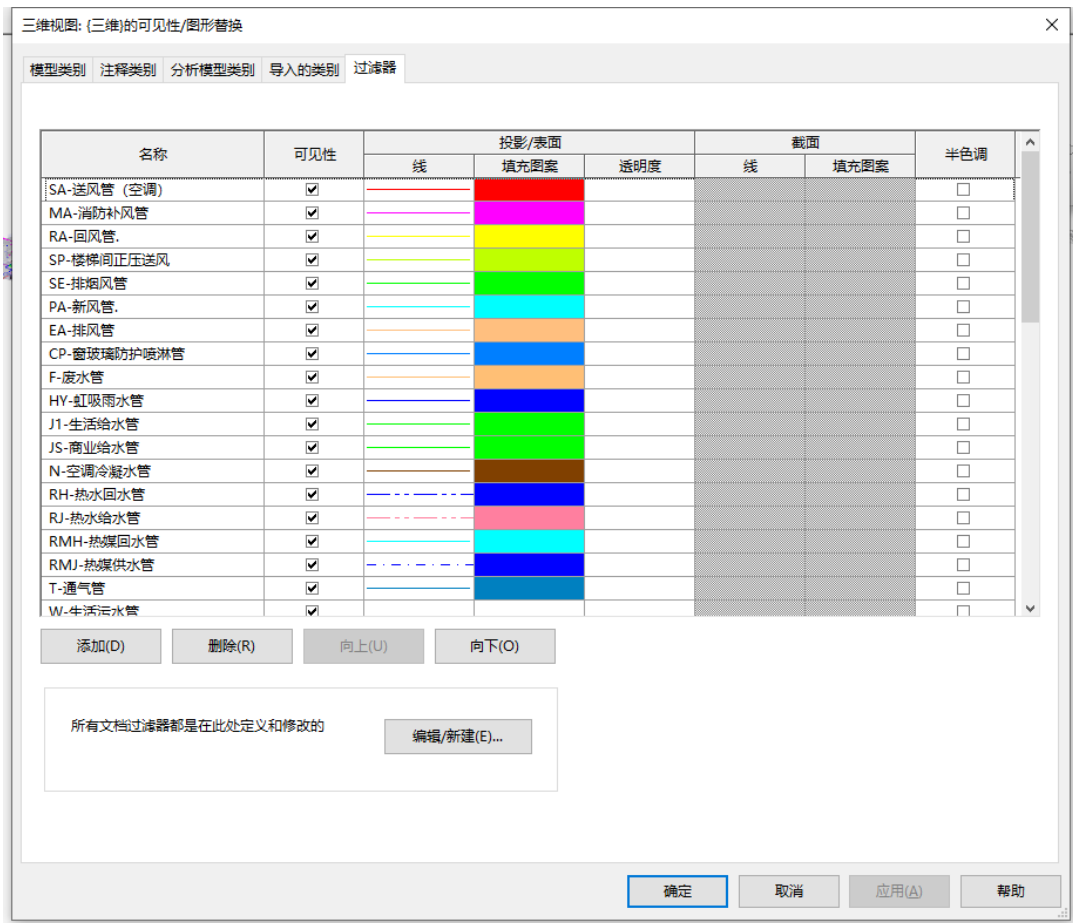 三维视图: {三维}的可见性/图形替换
模型类别 注释类别 分析模型类别 导入的类别 过滤器
名称 可见性 投影/表面 截面 半色调
线 填充图案 透明度 线 填充图案
SA-送风管（空调）
MA-消防补风管
RA-回风管.
SP-楼梯间正压送风
SE-排烟风管
PA-新风管.
EA-排风管
CP-窗玻璃防护喷淋管
F-废水管
HY-虹吸雨水管
J1-生活给水管
JS-商业给水管
N-空调冷凝水管
RH-热水回水管
RJ-热水给水管
RMH-热媒回水管
RMJ-热媒供水管
T-通气管
W-生活污水管
添加(D) 删除(R) 向上(U) 向下(O)
所有文档过滤器都是在此处定义和修改的 编辑/新建(E)...
确定 取消 应用(A) 帮助